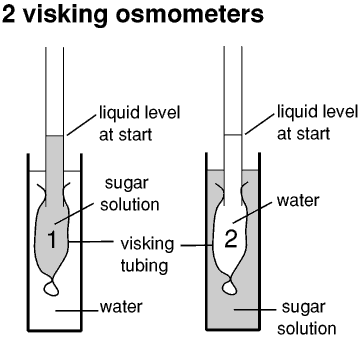 2 visking osmometers
liquid level
at start
sugar
solution
1
visking
tubing
water
liquid level
at start
water
2
sugar
solution